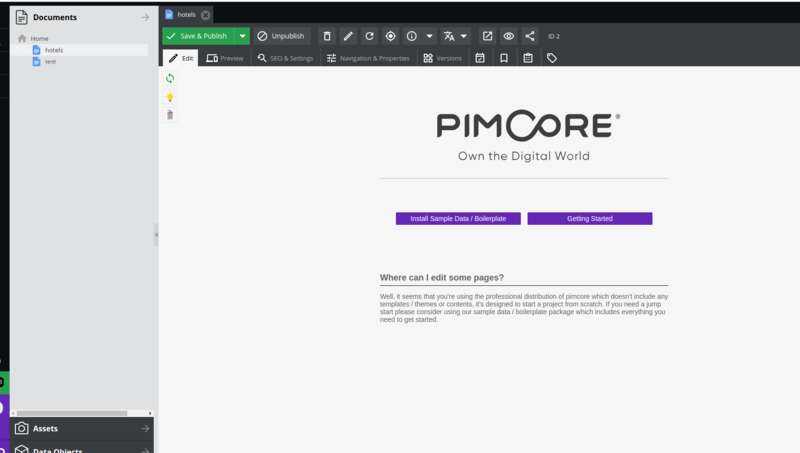 Documents
hotels
Home
hotels
test
Save & Publish
Unpublish
ID 2
Edit
Preview
SEO & Settings
Navigation & Properties
Versions
PIMCORE®
Own the Digital World
Install Sample Data / Boilerplate
Getting Started
Where can I edit some pages?
Well, it seems that you're using the professional distribution of pimcore which doesn't include any
templates / themes or contents, it's designed to start a project from scratch. If you need a jump
start please consider using our sample data / boilerplate package which includes everything you
need to get started.
Assets
Data Objects